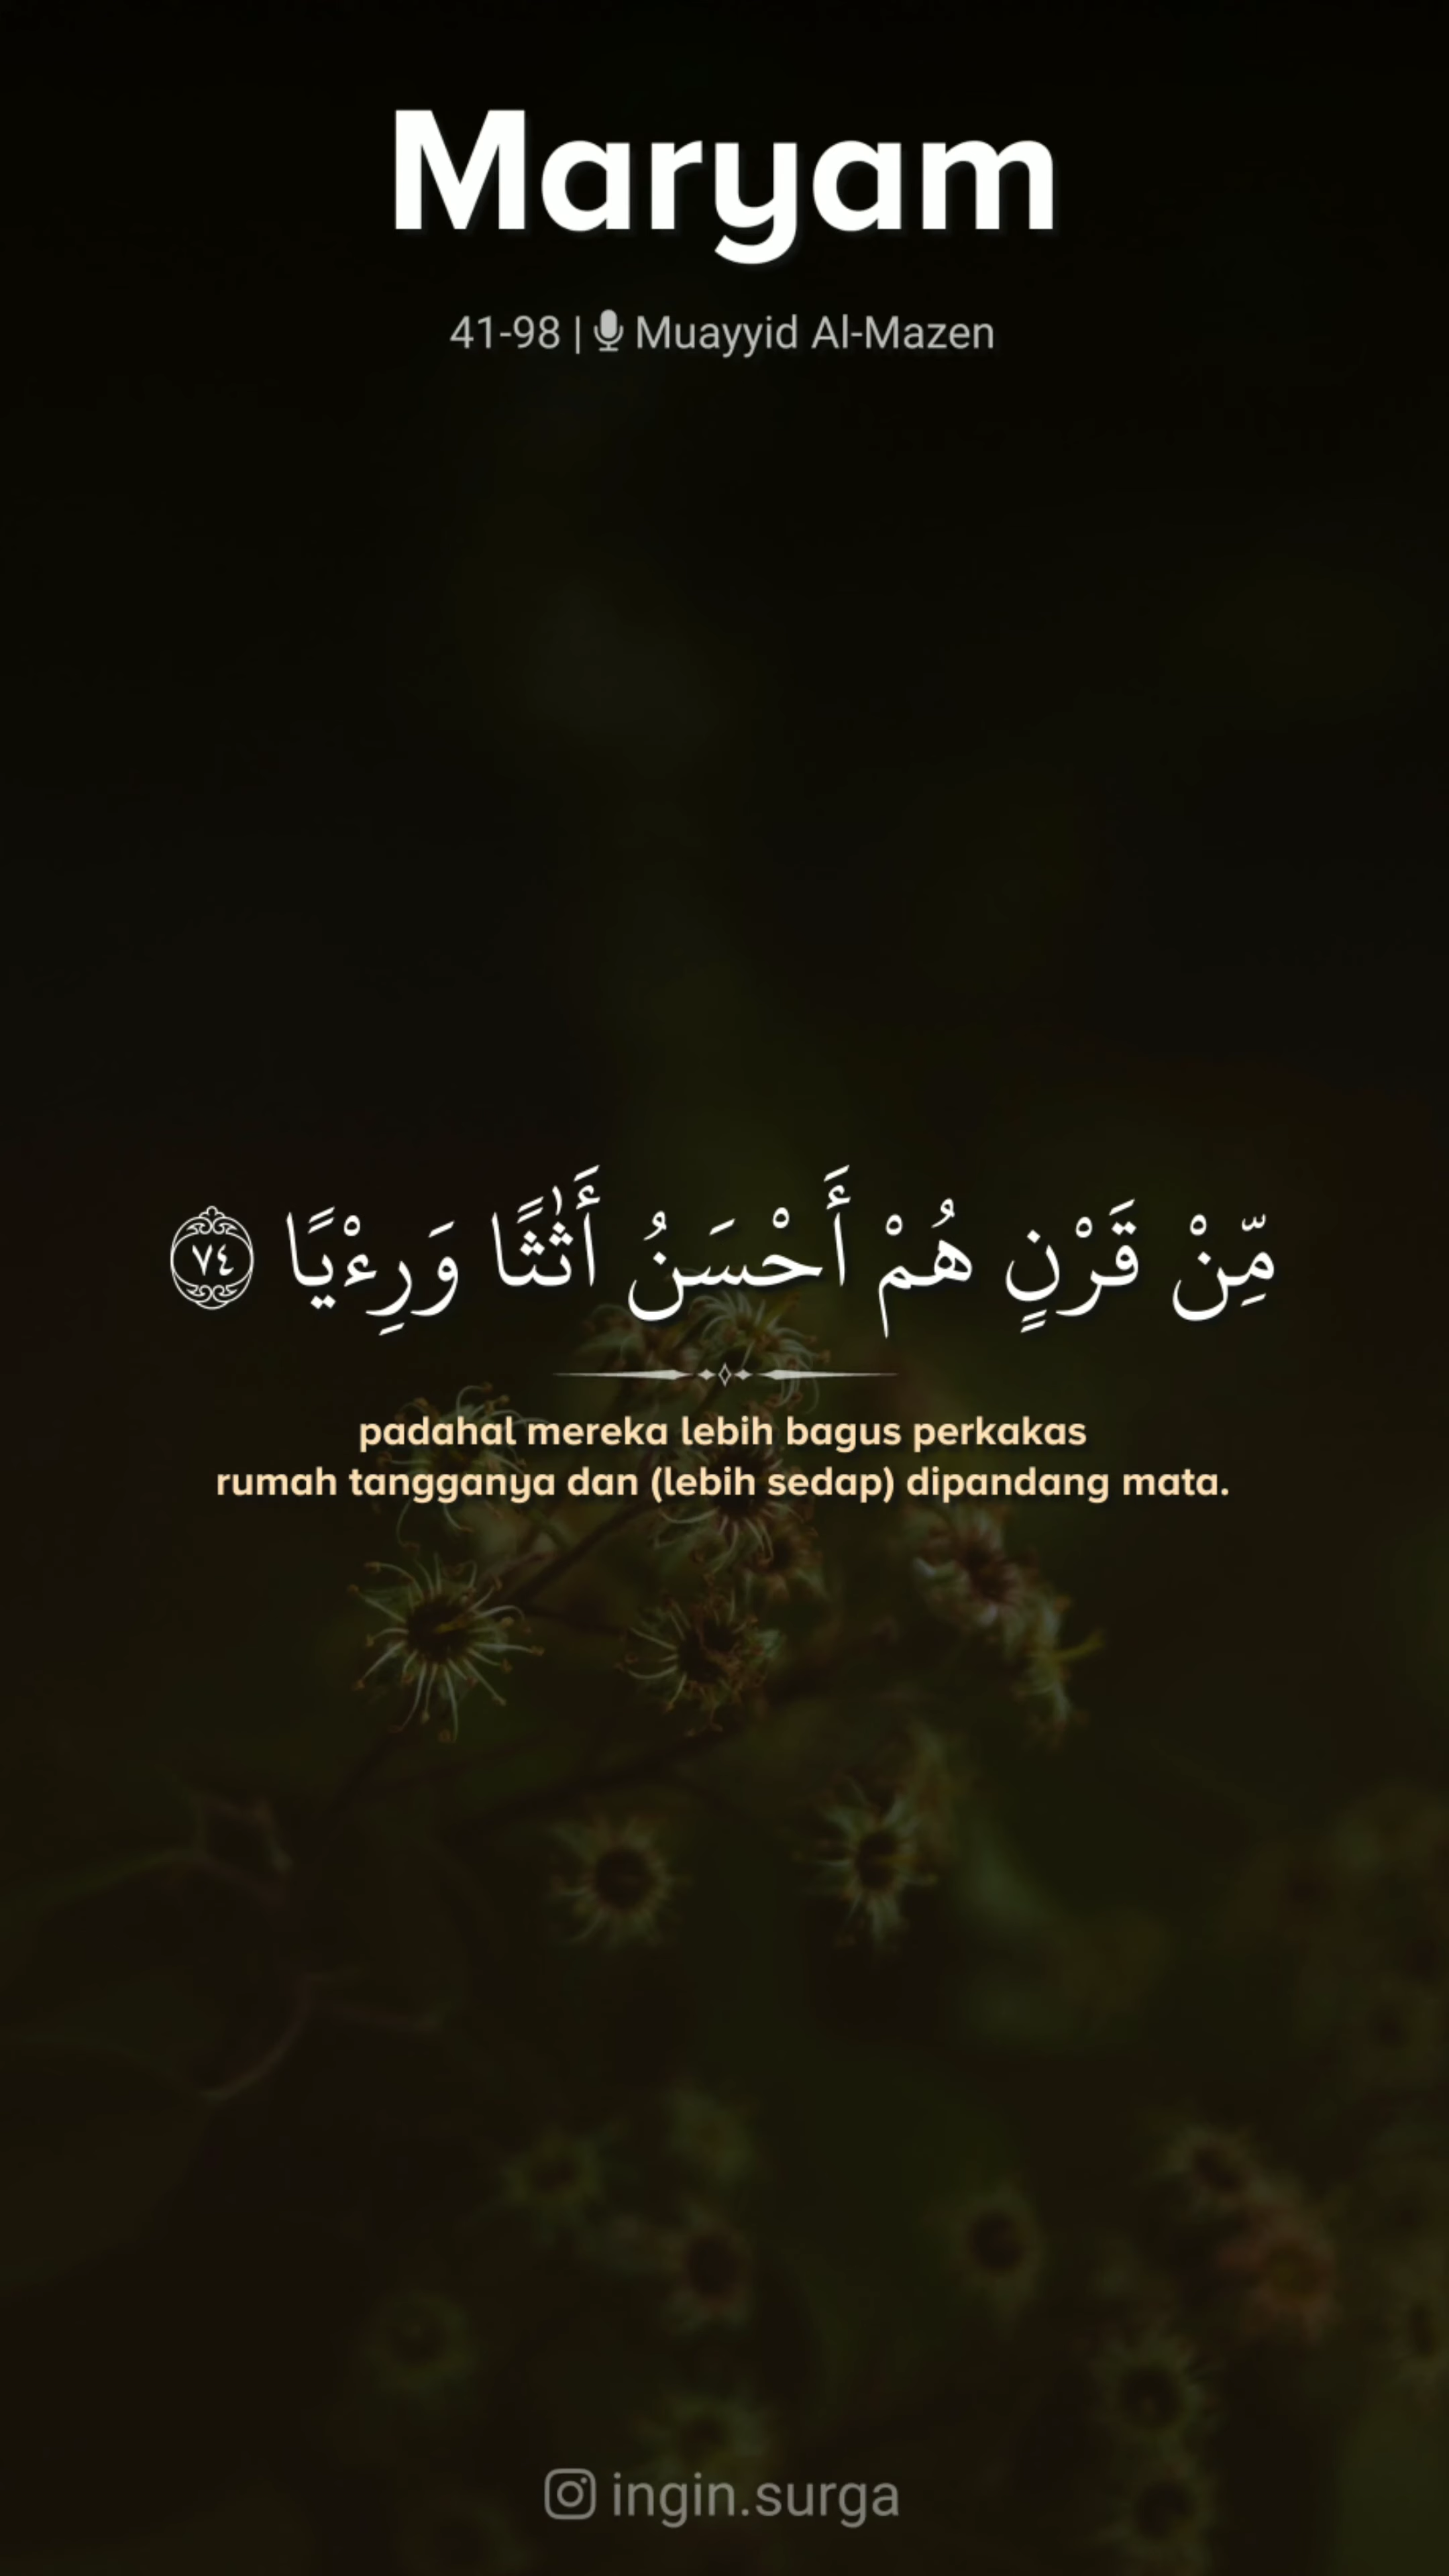 Maryam
41-98 | Muayyid Al-Mazen
مِّنْ قَرْنٍ هُمْ أَحْسَنُ أَثٰثًا وَرِءْيًا ٧٤
padahal mereka lebih bagus perkakas
rumah tangganya dan (lebih sedap) dipandang mata.
ingin.surga